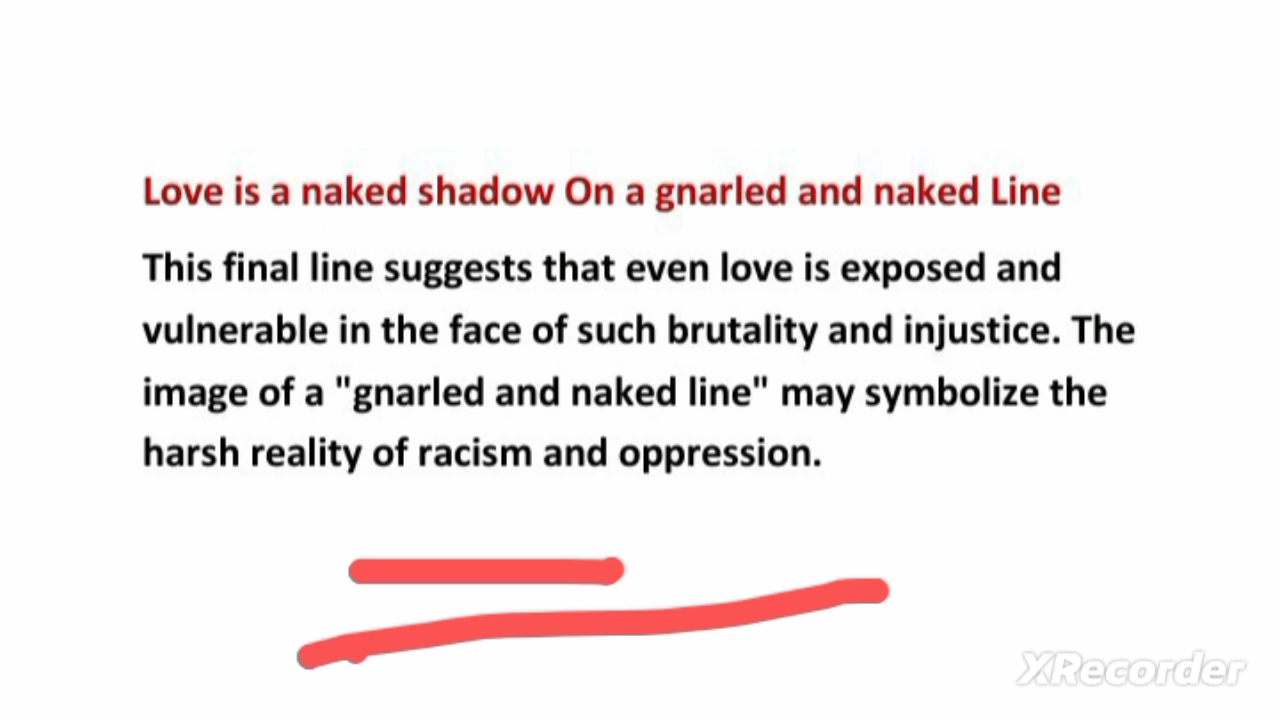 Love is a naked shadow On a gnarled and naked Line
This final line suggests that even love is exposed and
vulnerable in the face of such brutality and injustice. The
image of a "gnarled and naked line" may symbolize the
harsh reality of racism and oppression.
XRecorder